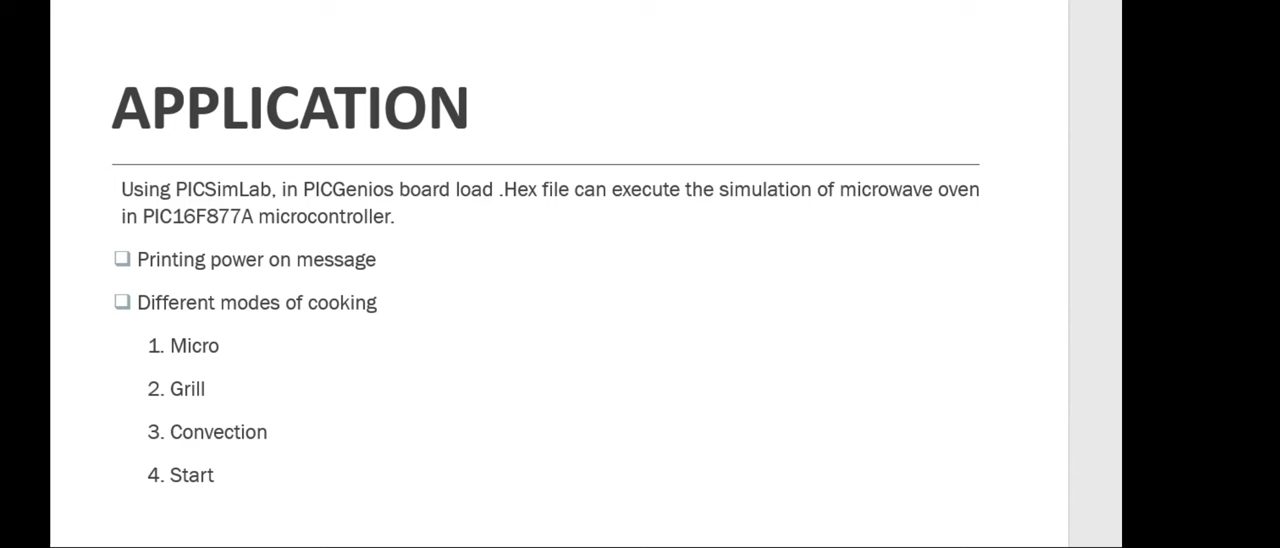 APPLICATION
Using PICSimLab, in PICGenios board load .Hex file can execute the simulation of microwave oven
in PIC16F877A microcontroller.
❑ Printing power on message
❑ Different modes of cooking
1. Micro
2. Grill
3. Convection
4. Start